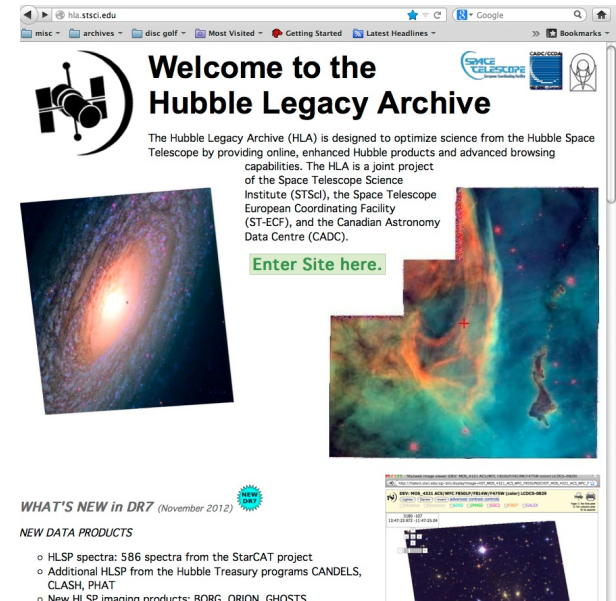 hla.stsci.edu
Google
misc
archives
disc golf
Most Visited
Getting Started
Latest Headlines
Bookmarks
Welcome to the
Hubble Legacy Archive
SPACE
TELESCOPE
CADC/CCDA
The Hubble Legacy Archive (HLA) is designed to optimize science from the Hubble Space
Telescope by providing online, enhanced Hubble products and advanced browsing
capabilities. The HLA is a joint project
of the Space Telescope Science
Institute (STScI), the Space Telescope
European Coordinating Facility
(ST-ECF), and the Canadian Astronomy
Data Centre (CADC).
Enter Site here.
WHAT'S NEW in DR7 (November 2012)
NEW
DR7
NEW DATA PRODUCTS
HLSP spectra: 586 spectra from the StarCAT project
Additional HLSP from the Hubble Treasury programs CANDELS,
CLASH, PHAT
New HLSP imaging products: BORG, ORION, GHOSTS